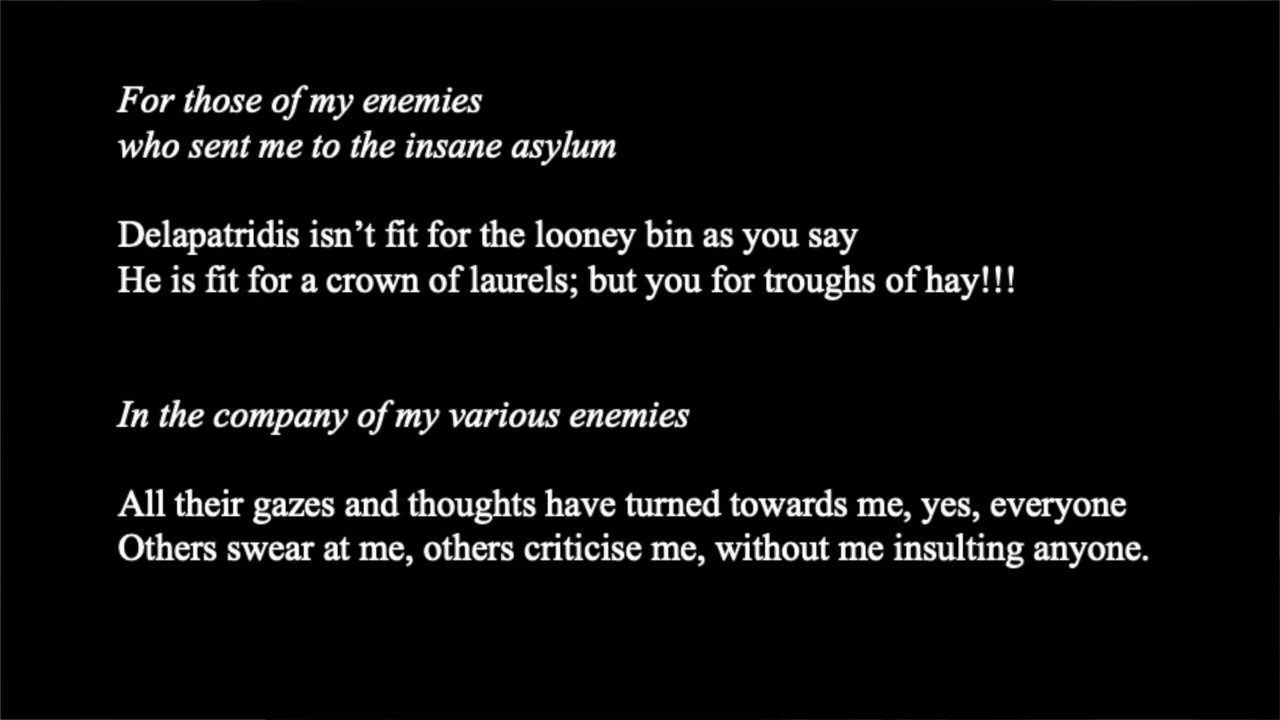 For those of my enemies
who sent me to the insane asylum
Delapatridis isn’t fit for the looney bin as you say
He is fit for a crown of laurels; but you for troughs of hay!!!
In the company of my various enemies
All their gazes and thoughts have turned towards me, yes, everyone
Others swear at me, others criticise me, without me insulting anyone.